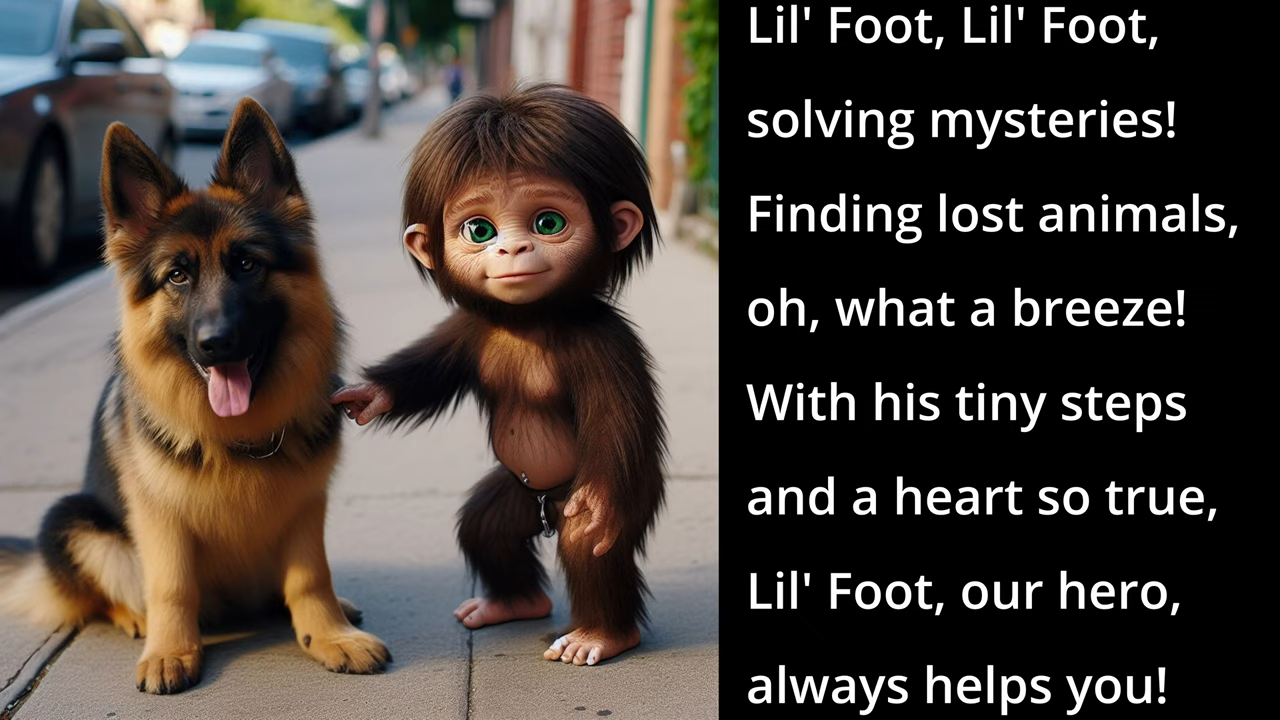 Lil' Foot, Lil' Foot,
solving mysteries!
Finding lost animals,
oh, what a breeze!
With his tiny steps
and a heart so true,
Lil' Foot, our hero,
always helps you!